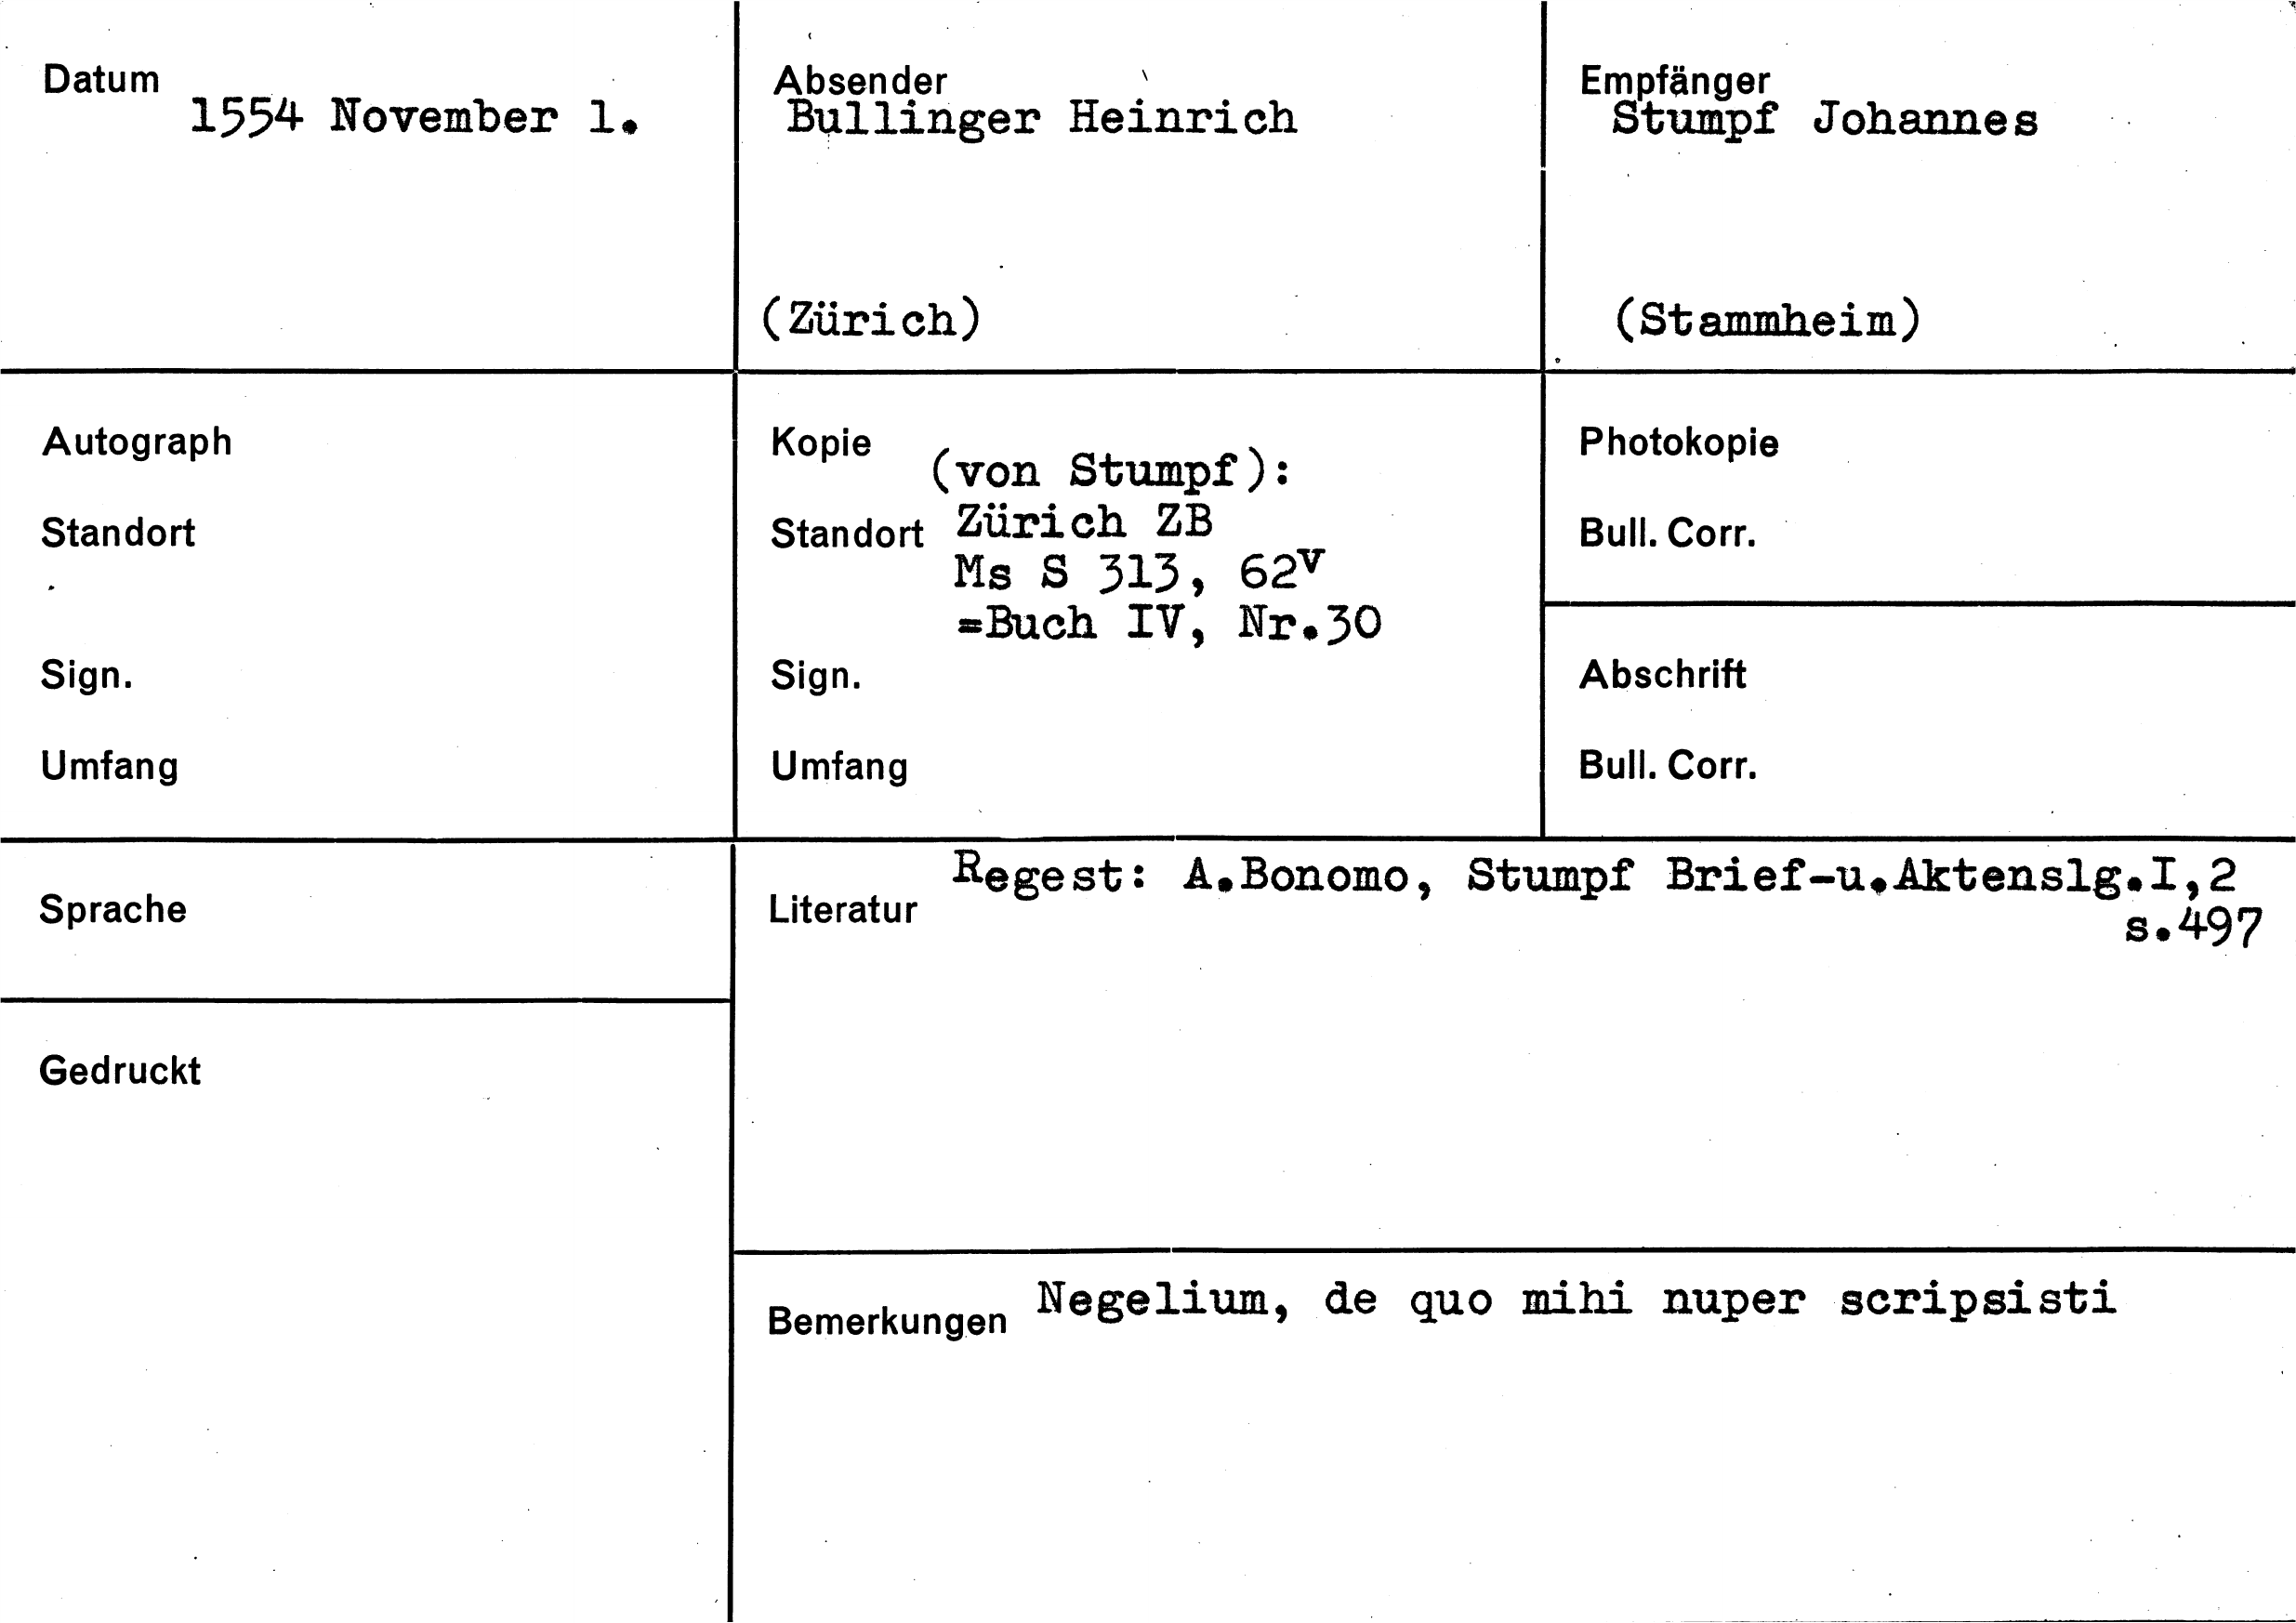 Datum
1554 November 1.
Absender
Bullinger Heinrich
(Zürich)
Empfänger
Stumpf Johannes
(Stammheim)
Autograph
Standort
Sign.
Umfang
Kopie
(von Stumpf):
Standort Zürich ZB
Ms S 313, 62v
=Buch IV, Nr.30
Sign.
Umfang
Photokopie
Bull. Corr.
Abschrift
Bull. Corr.
Sprache
Gedruckt
Regest: A.Bonomo, Stumpf Brief-u.Aktenslg.I,2
Literatur
s.497
Bemerkungen Negelium, de quo mihi nuper scripsisti